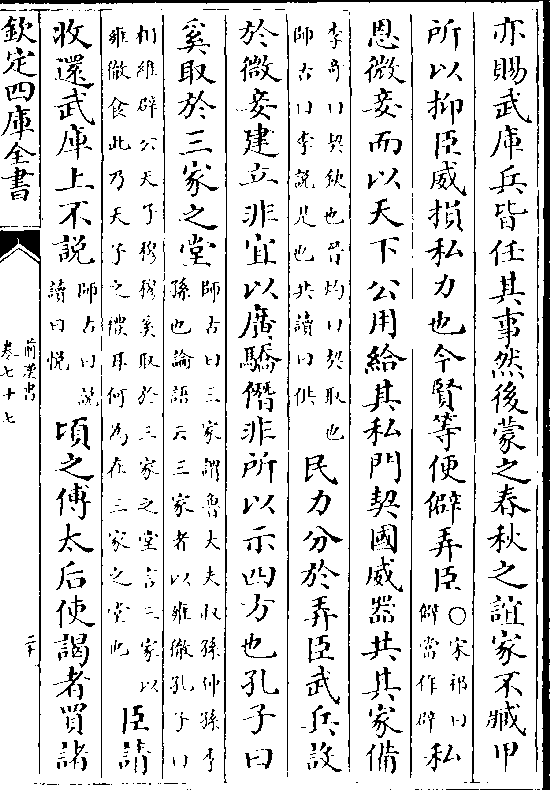 亦賜武庫兵皆任其事然後蒙之春秋之誼家不臧甲
所以抑臣威損私力也今賢等便僻弄臣
〇宋祁曰
僻當作辟
私
恩微妾而以天下公用給其私門契國威器共其家備
李奇曰契缺也晉灼曰契取也
師古曰李說是也共讀曰供
民力分於弄臣武兵設
於微妾建立非宜以廣驕僭非所以示四方也孔子曰
奚取於三家之堂
師古曰三家謂魯大夫叔孫仲孫季
孫也論語云三家者以雍徹孔子曰
相維辟公天子穆穆奚取於三家之堂言三家以
雍徹食此乃天子之禮耳何為在三家之堂也
臣請
收還武庫上不說
師古曰說
讀曰悅
頃之傅太后使謁者買諸
欽定四庫全書
前漢書
卷七十七
二十